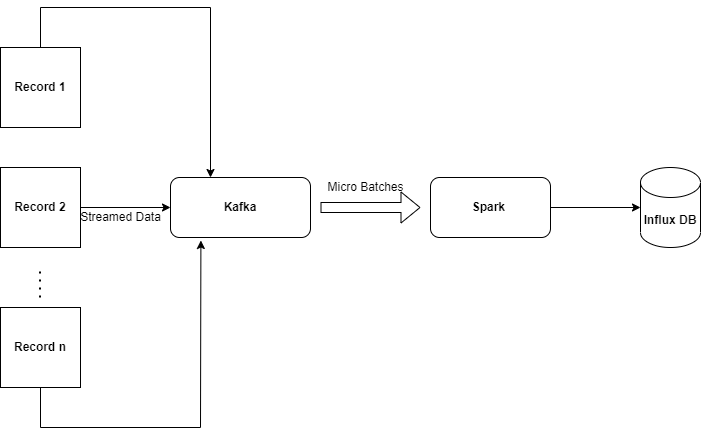 Record 1
Record 2
Streamed Data
Kafka
Micro Batches
Spark
Influx DB
Record n